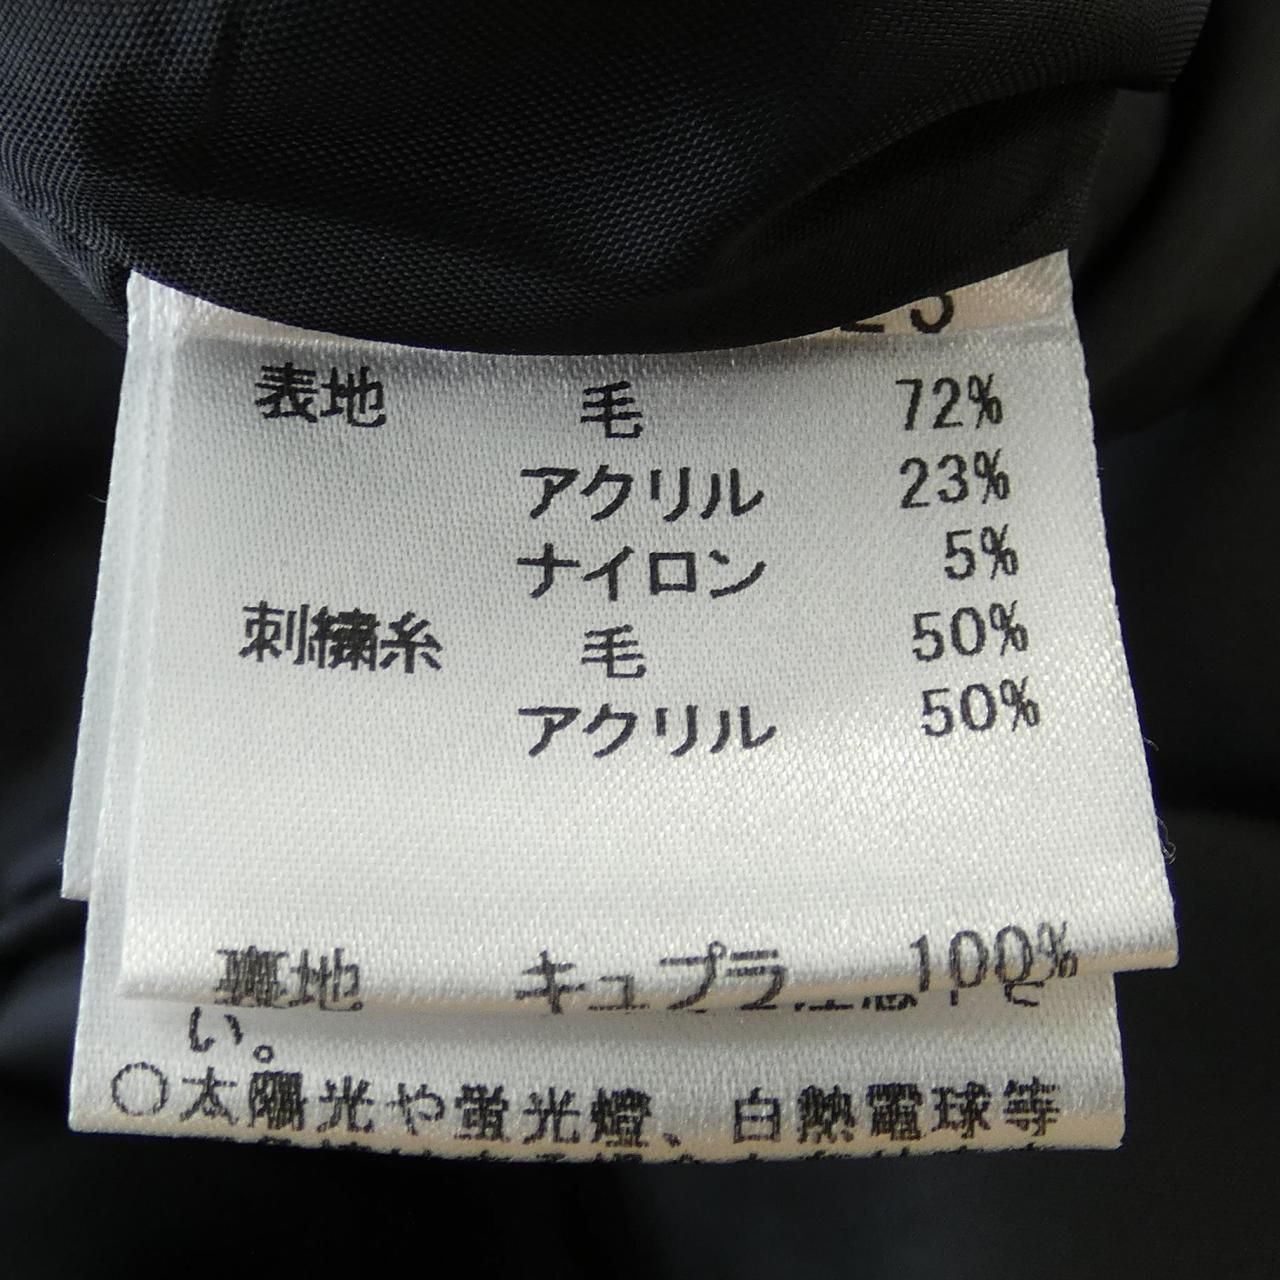 表地 毛 72%
アクリル 23%
ナイロン 5%
刺繍糸 毛 50%
アクリル 50%
裏地 キュプラ 100%
い。
○太陽光や蛍光燈、白熱電球等